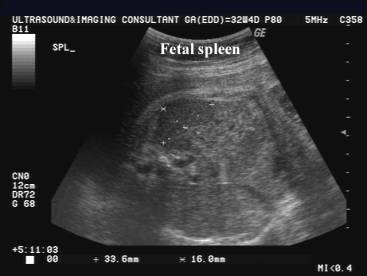 ULTRASOUND&IMAGING CONSULTANT GA(EDD)=32W4D P80 5MHz C358
B11
GE
Fetal spleen
SPL_
CN0
12cm
DR72
G 68
+5:11:03
00 + 33.6mm × 16.0mm
MI<0.4